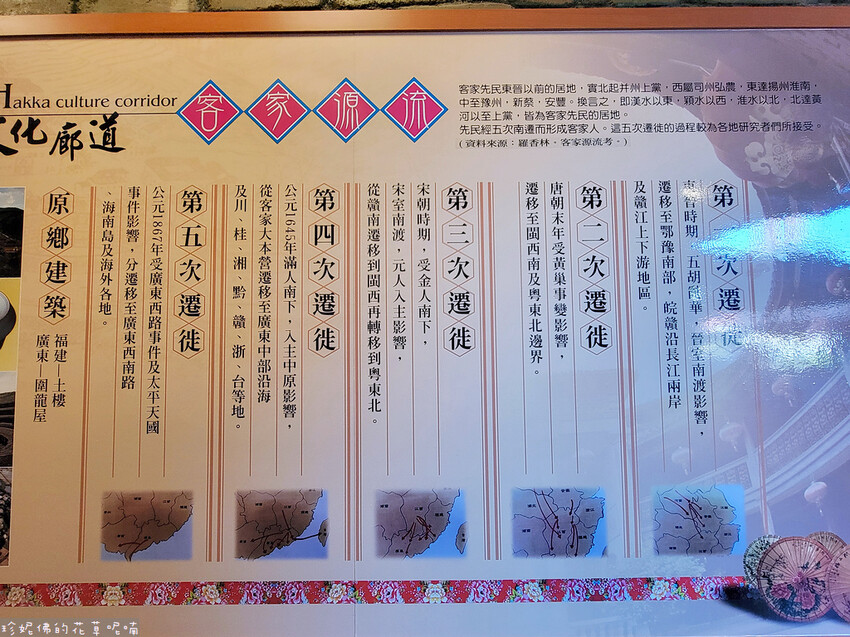 Hakka culture corridor
文化廊道
客家源流
客家先民東晉以前的居地，實北起并州上黨，西屬司州弘農，東達揚州淮南，
中至豫州，新蔡，安豐。換言之，即漢水以東，穎水以西，淮水以北，北達黃
河以至上黨，皆為客家先民的居地。
先民經五次南遷而形成客家人。這五次遷徙的過程較為各地研究者們所接受。
(資料來源：羅香林．客家源流考。)
第一次遷徙
東晉時期，五胡亂華，晉室南渡影響，
遷移至鄂豫南部，皖贛沿長江兩岸
及贛江上下游地區。
第二次遷徙
唐朝末年受黃巢事變影響，
遷移至閩西南及粵東北邊界。
第三次遷徙
宋朝時期，受金人南下，
宋室南渡，元人入主影響，
從贛南遷移到閩西再轉移到粵東北。
第四次遷徙
公元1645年滿人南下，入主中原影響，
從客家大本營遷移至廣東中部沿海
及川、桂、湘、黔、贛、浙、台等地。
第五次遷徙
公元1867年受廣東西路事件及太平天國
事件影響，分遷移至廣東西南路
、海南島及海外各地。
原鄉建築
福建—土樓
廣東—圍龍屋
珍妮佛的花草呢喃